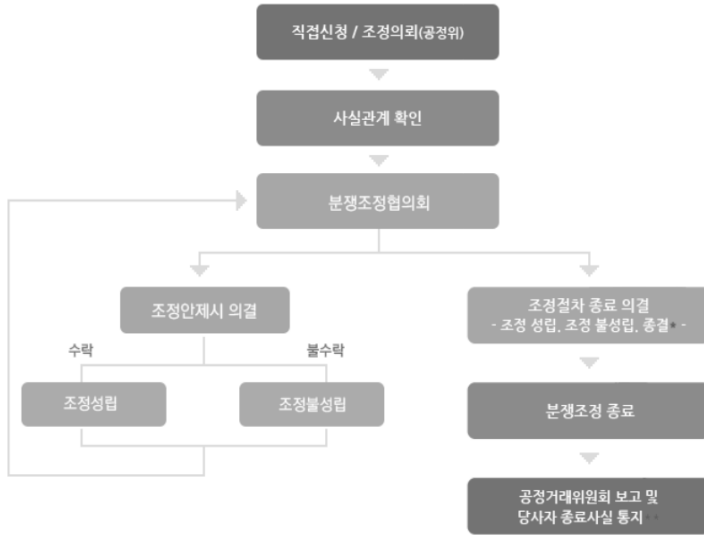 직접신청 / 조정의뢰(공정위)
사실관계 확인
분쟁조정협의회
조정안제시 의결
수락
불수락
조정성립
조정불성립
조정절차 종료 의결
- 조정 성립, 조정 불성립, 종결* -
분쟁조정 종료
공정거래위원회 보고 및
당사자 종료사실 통지**